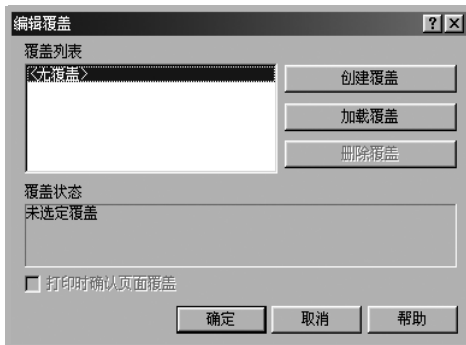 编辑覆盖
覆盖列表
<无覆盖>
创建覆盖
加载覆盖
删除覆盖
覆盖状态
未选定覆盖
打印时确认页面覆盖
确定
取消
帮助